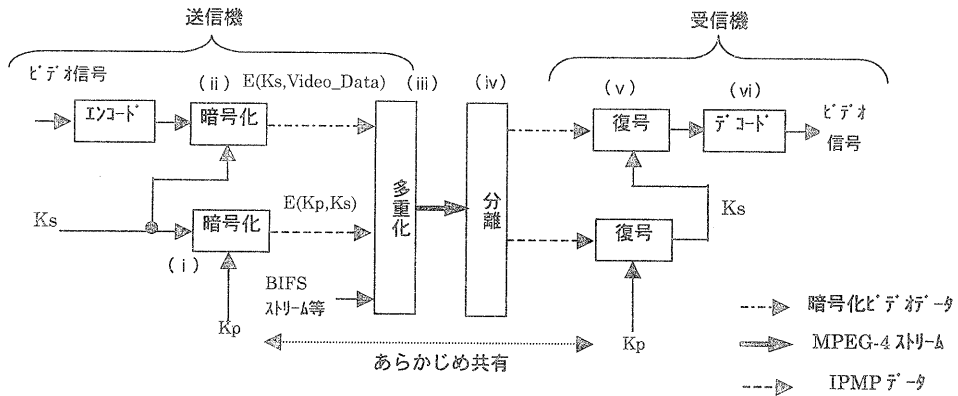 送信機
受信機
ﾋﾞﾃﾞｵ信号
(ⅱ) E(Ks,Video_Data)
(ⅲ)
(ⅳ)
(ⅴ)
(ⅵ)
ｴﾝｺｰﾄﾞ
暗号化
復号
ﾃﾞｺｰﾄﾞ
ﾋﾞﾃﾞｵ
信号
多重化
分離
Ks
E(Kp,Ks)
暗号化
復号
Ks
(ⅰ)
BIFS
ｽﾄﾘｰﾑ等
Kp
Kp
あらかじめ共有
暗号化ﾋﾞﾃﾞｵﾃﾞｰﾀ
MPEG-4 ｽﾄﾘｰﾑ
IPMP ﾃﾞｰﾀ